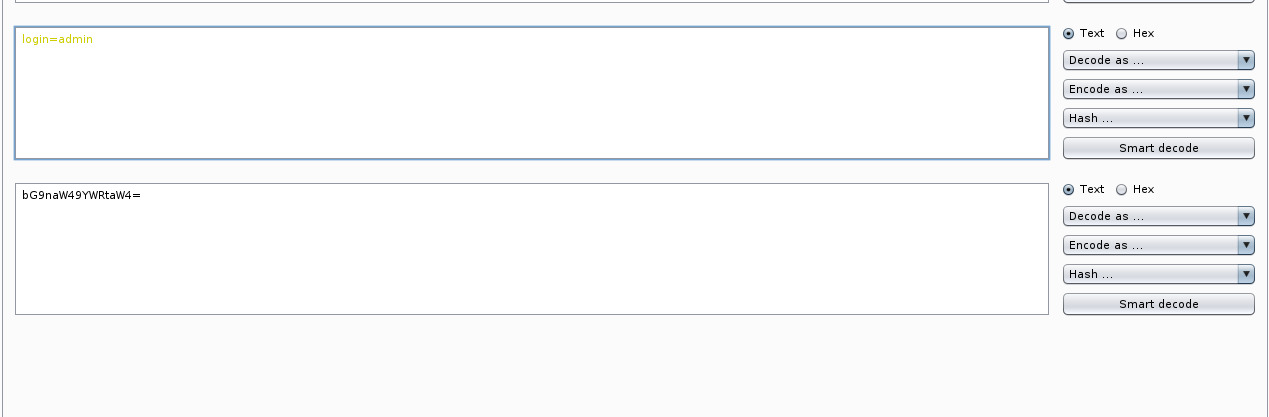 login=admin
Text Hex
Decode as ...
Encode as ...
Hash ...
Smart decode
bG9naW49YWRtaW4=
Text Hex
Decode as ...
Encode as ...
Hash ...
Smart decode